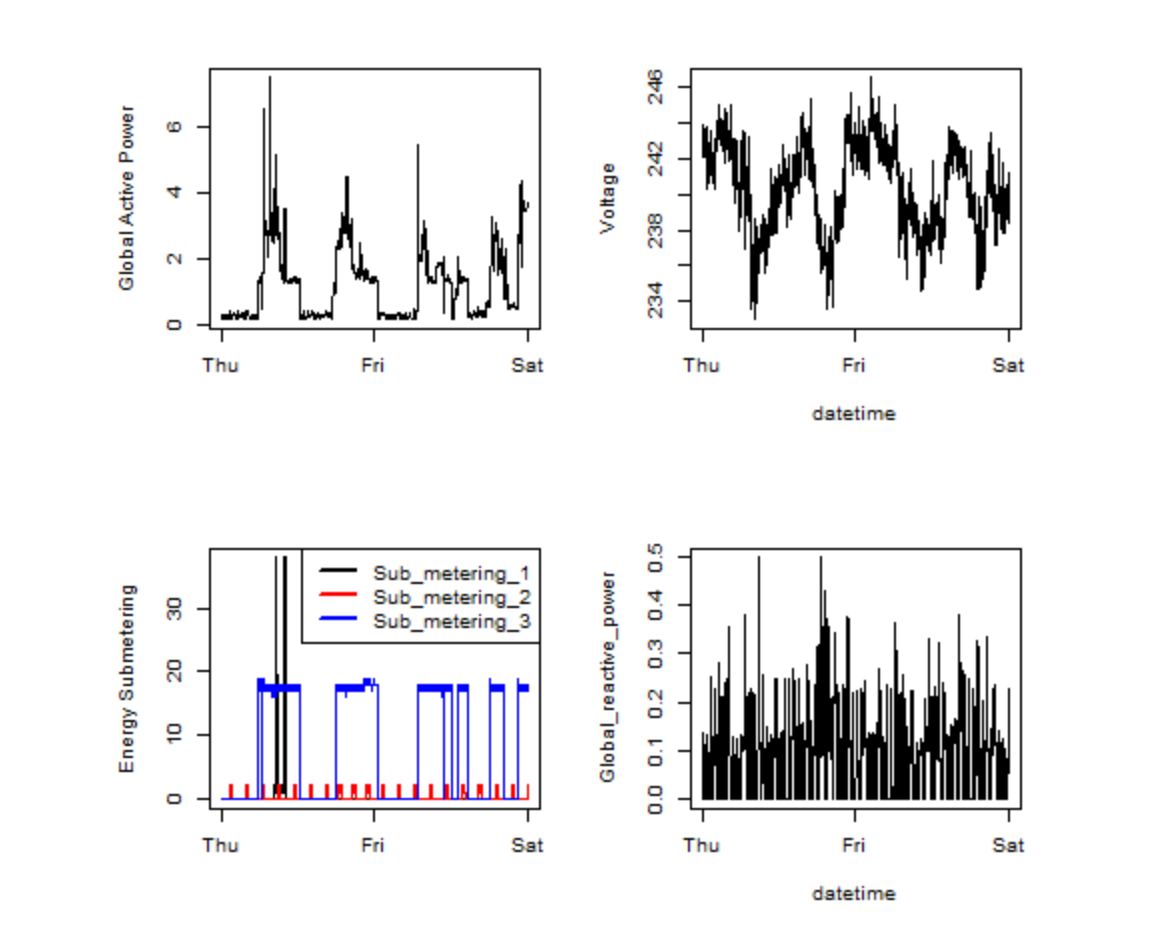 Global Active Power
6
4
2
0
Thu Fri Sat
Voltage
246
242
238
234
Thu Fri Sat
datetime
Energy Submetering
30
20
10
0
Sub_metering_1
Sub_metering_2
Sub_metering_3
Thu Fri Sat
Global_reactive_power
0.5
0.4
0.3
0.2
0.1
0.0
Thu Fri Sat
datetime